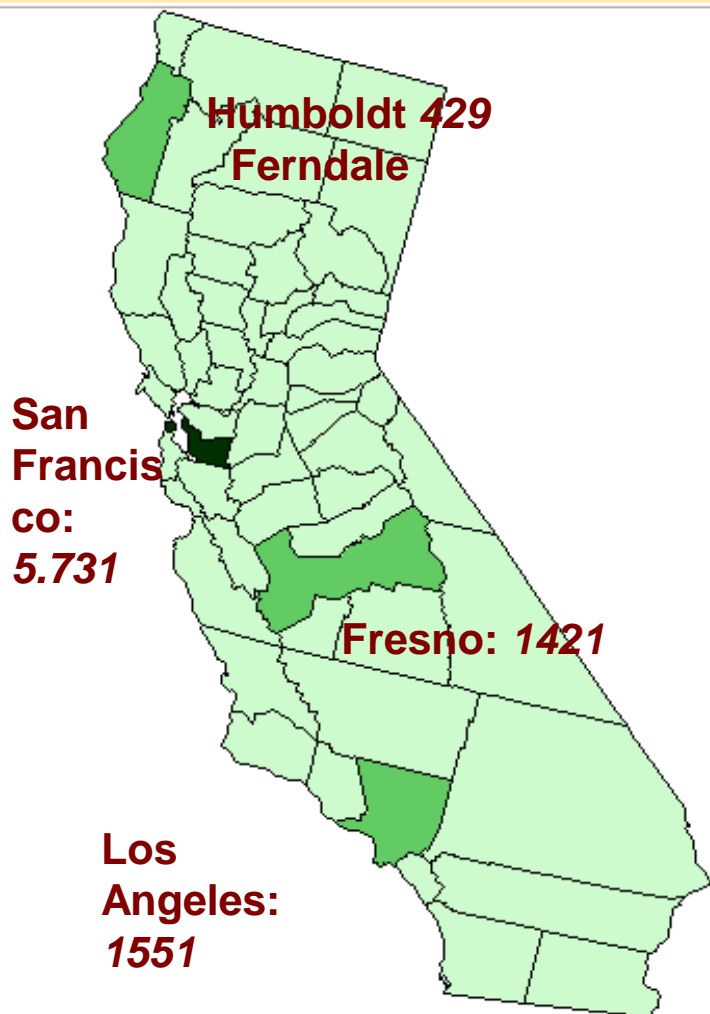 Humboldt 429
Ferndale
San
Francis
co:
5.731
Fresno: 1421
Los
Angeles:
1551